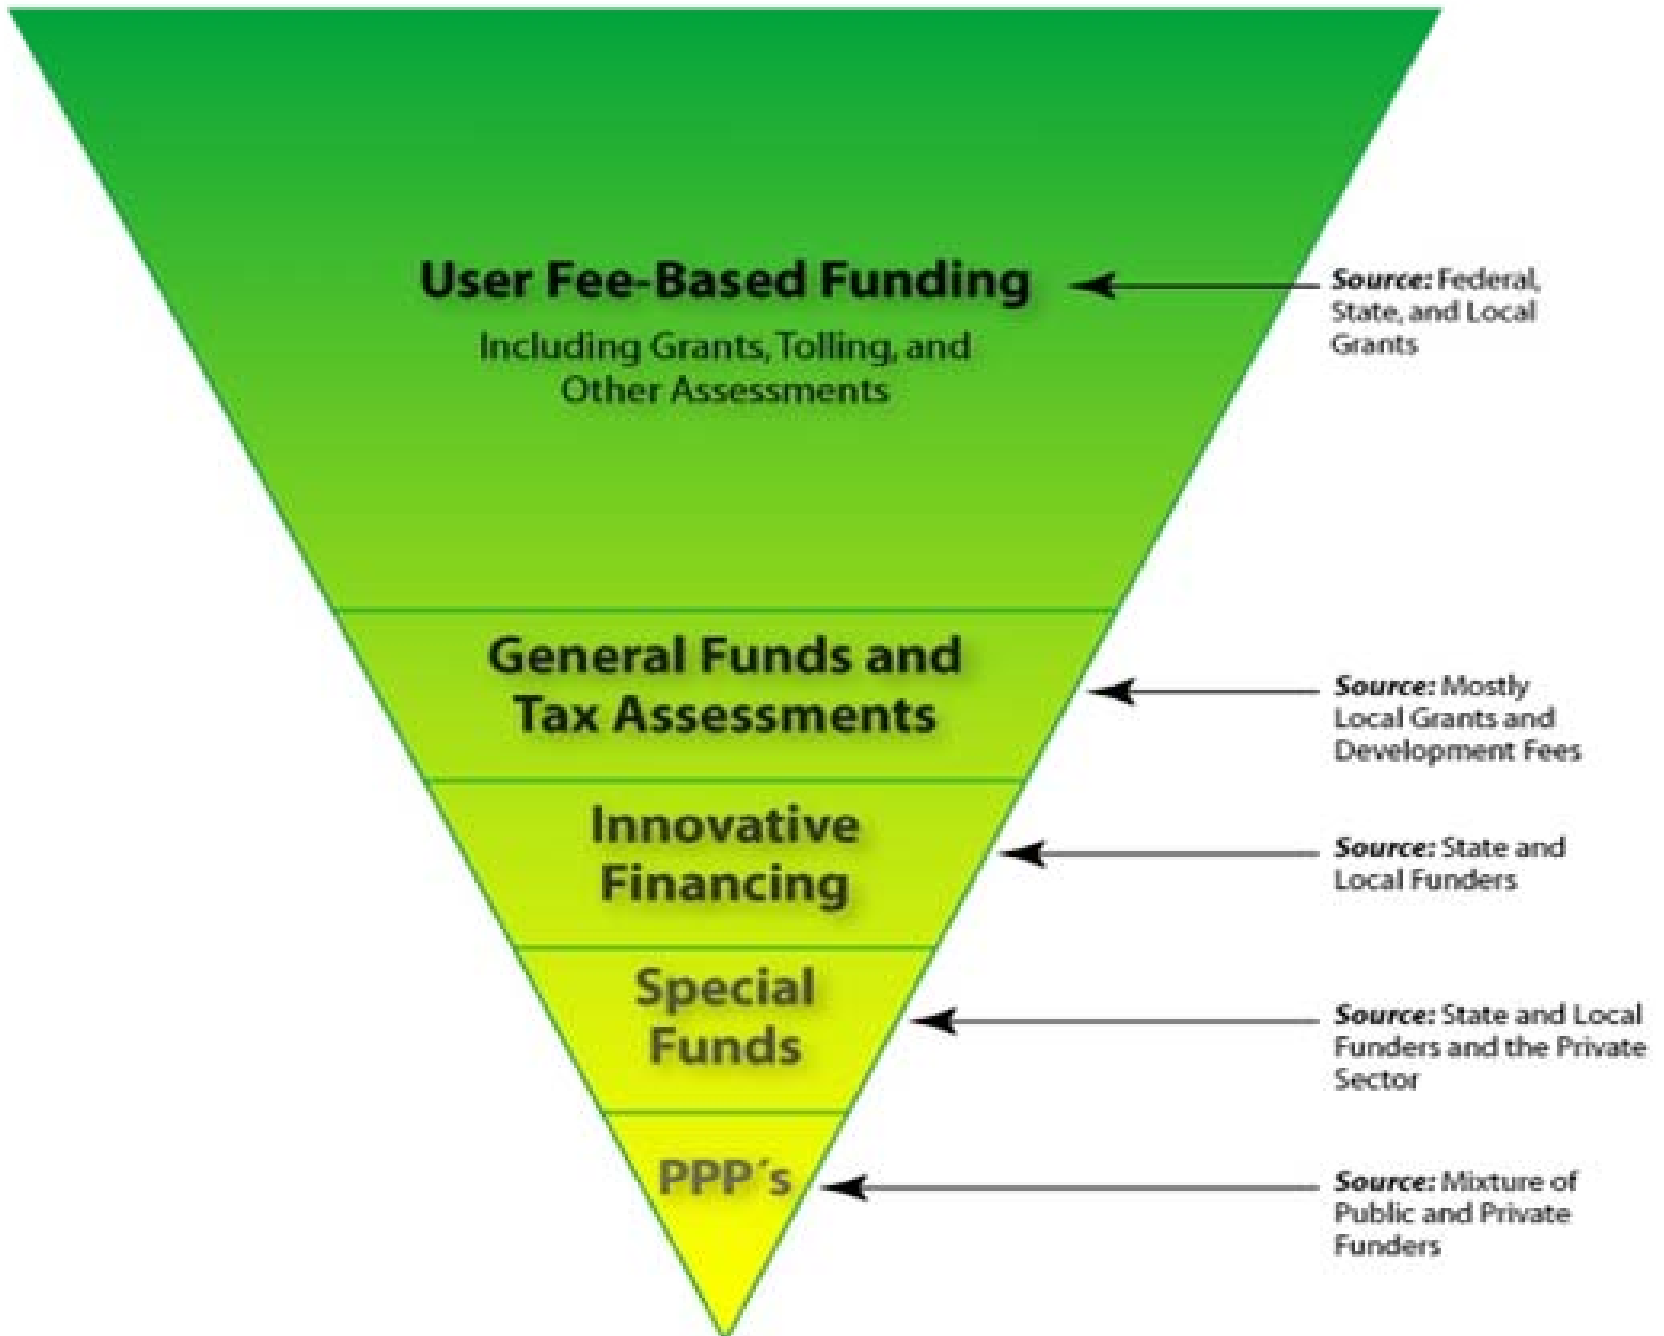 User Fee-Based Funding
Including Grants, Tolling, and
Other Assessments
Source: Federal,
State, and Local
Grants
General Funds and
Tax Assessments
Source: Mostly
Local Grants and
Development Fees
Innovative
Financing
Source: State and
Local Funders
Special
Funds
Source: State and Local
Funders and the Private
Sector
PPP´s
Source: Mixture of
Public and Private
Funders